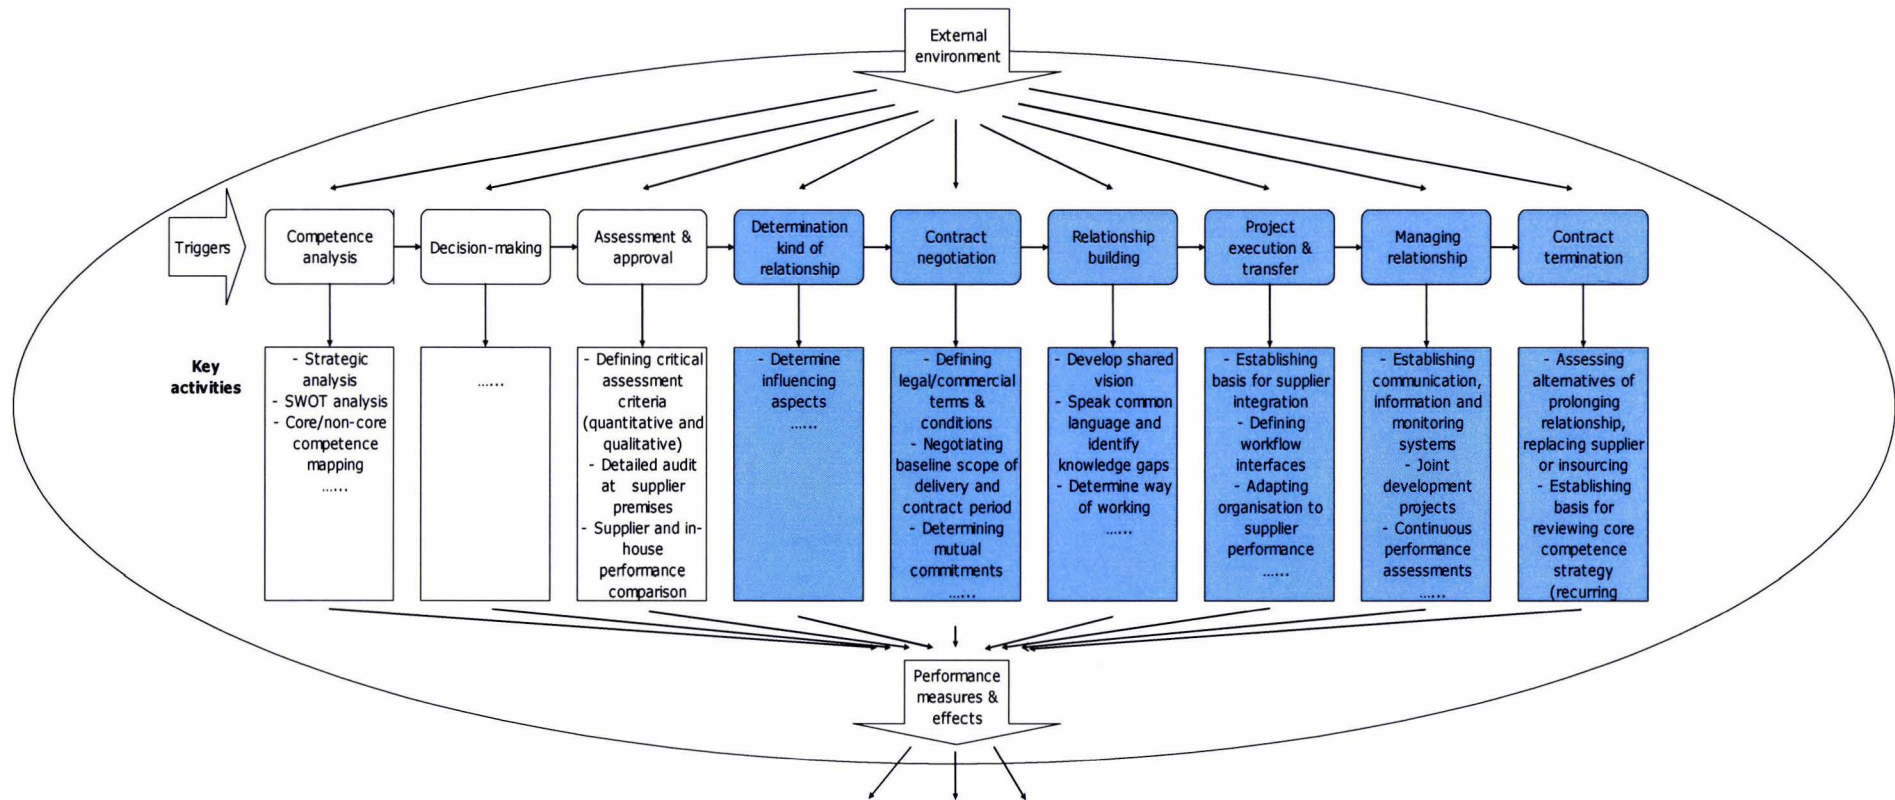 External
environment
Triggers
Competence
analysis
Decision-making
Assessment &
approval
Determination
kind of
relationship
Contract
negotiation
Relationship
building
Project
execution &
transfer
Managing
relationship
Contract
termination
Key
activities
- Strategic
analysis
- SWOT analysis
- Core/non-core
competence
mapping
......
......
- Defining critical
assessment
criteria
(quantitative and
qualitative)
- Detailed audit
at supplier
premises
- Supplier and in-
house
performance
comparison
- Determine
influencing
aspects
......
- Defining
legal/commercial
terms &
conditions
- Negotiating
baseline scope of
delivery and
contract period
- Determining
mutual
commitments
......
- Develop shared
vision
- Speak common
language and
identify
knowledge gaps
- Determine way
of working
......
- Establishing
basis for supplier
integration
- Defining
workflow
interfaces
- Adapting
organisation to
supplier
performance
......
- Establishing
communication,
information and
monitoring
systems
- Joint
development
projects
- Continuous
performance
assessments
......
- Assessing
alternatives of
prolonging
relationship,
replacing supplier
or insourcing
- Establishing
basis for
reviewing core
competence
strategy
(recurring
Performance
measures &
effects